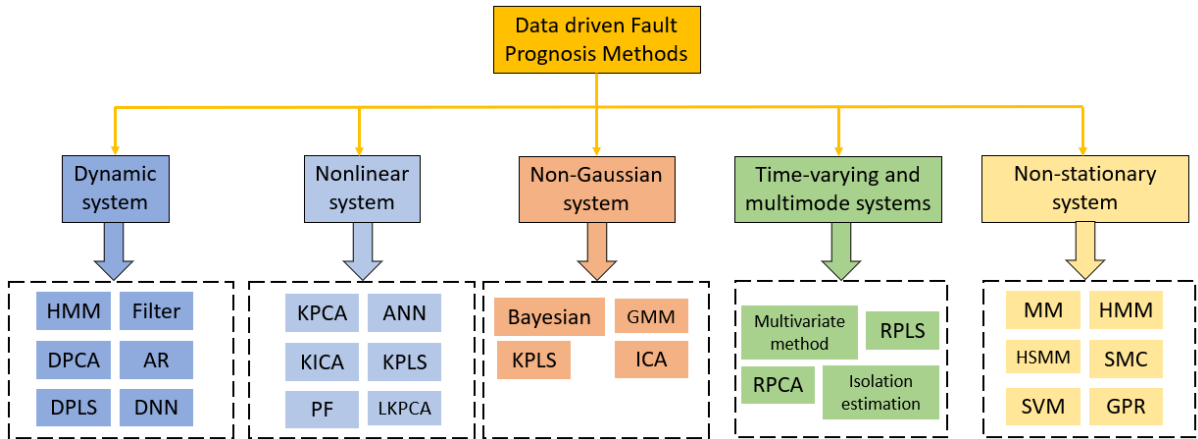 Data driven Fault
Prognosis Methods
Dynamic
system
Nonlinear
system
Non-Gaussian
system
Time-varying and
multimode systems
Non-stationary
system
HMM
Filter
DPCA
AR
DPLS
DNN
KPCA
ANN
KICA
KPLS
PF
LKPCA
Bayesian
GMM
KPLS
ICA
Multivariate
method
RPLS
RPCA
Isolation
estimation
MM
HMM
HSMM
SMC
SVM
GPR